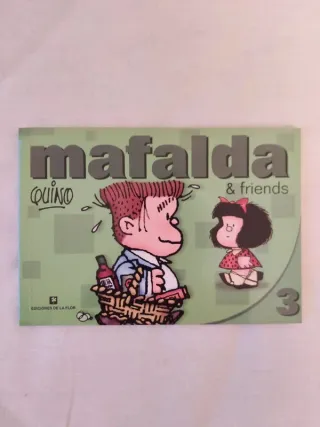 mafalda
& friends
QUINO
3
EDICIONES DE LA FLOR